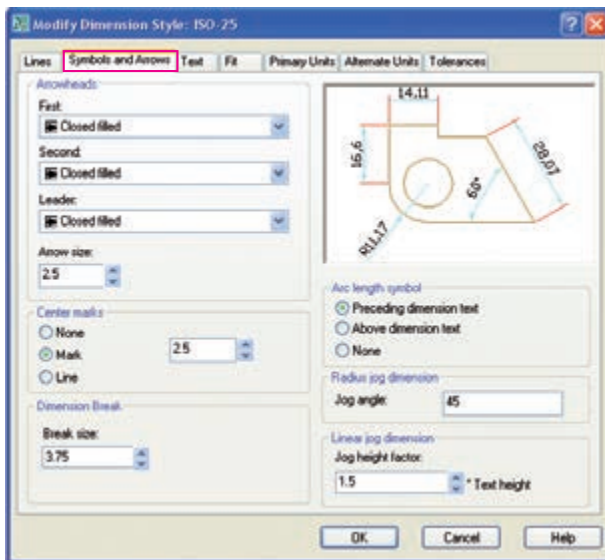 Modify Dimension Style: ISO-25
Lines Symbols and Arrows Text Fit Primary Units Alternate Units Tolerances
Arrowheads
First:
Closed filled
Second:
Closed filled
Leader:
Closed filled
Arrow size:
2.5
Center marks
None
Mark
Line
2.5
Dimension Break
Break size:
3.75
14,11
16,6
28,07
60°
R11,17
Arc length symbol
Preceding dimension text
Above dimension text
None
Radius jog dimension
Jog angle: 45
Linear jog dimension
Jog height factor:
1.5 * Text height
OK Cancel Help